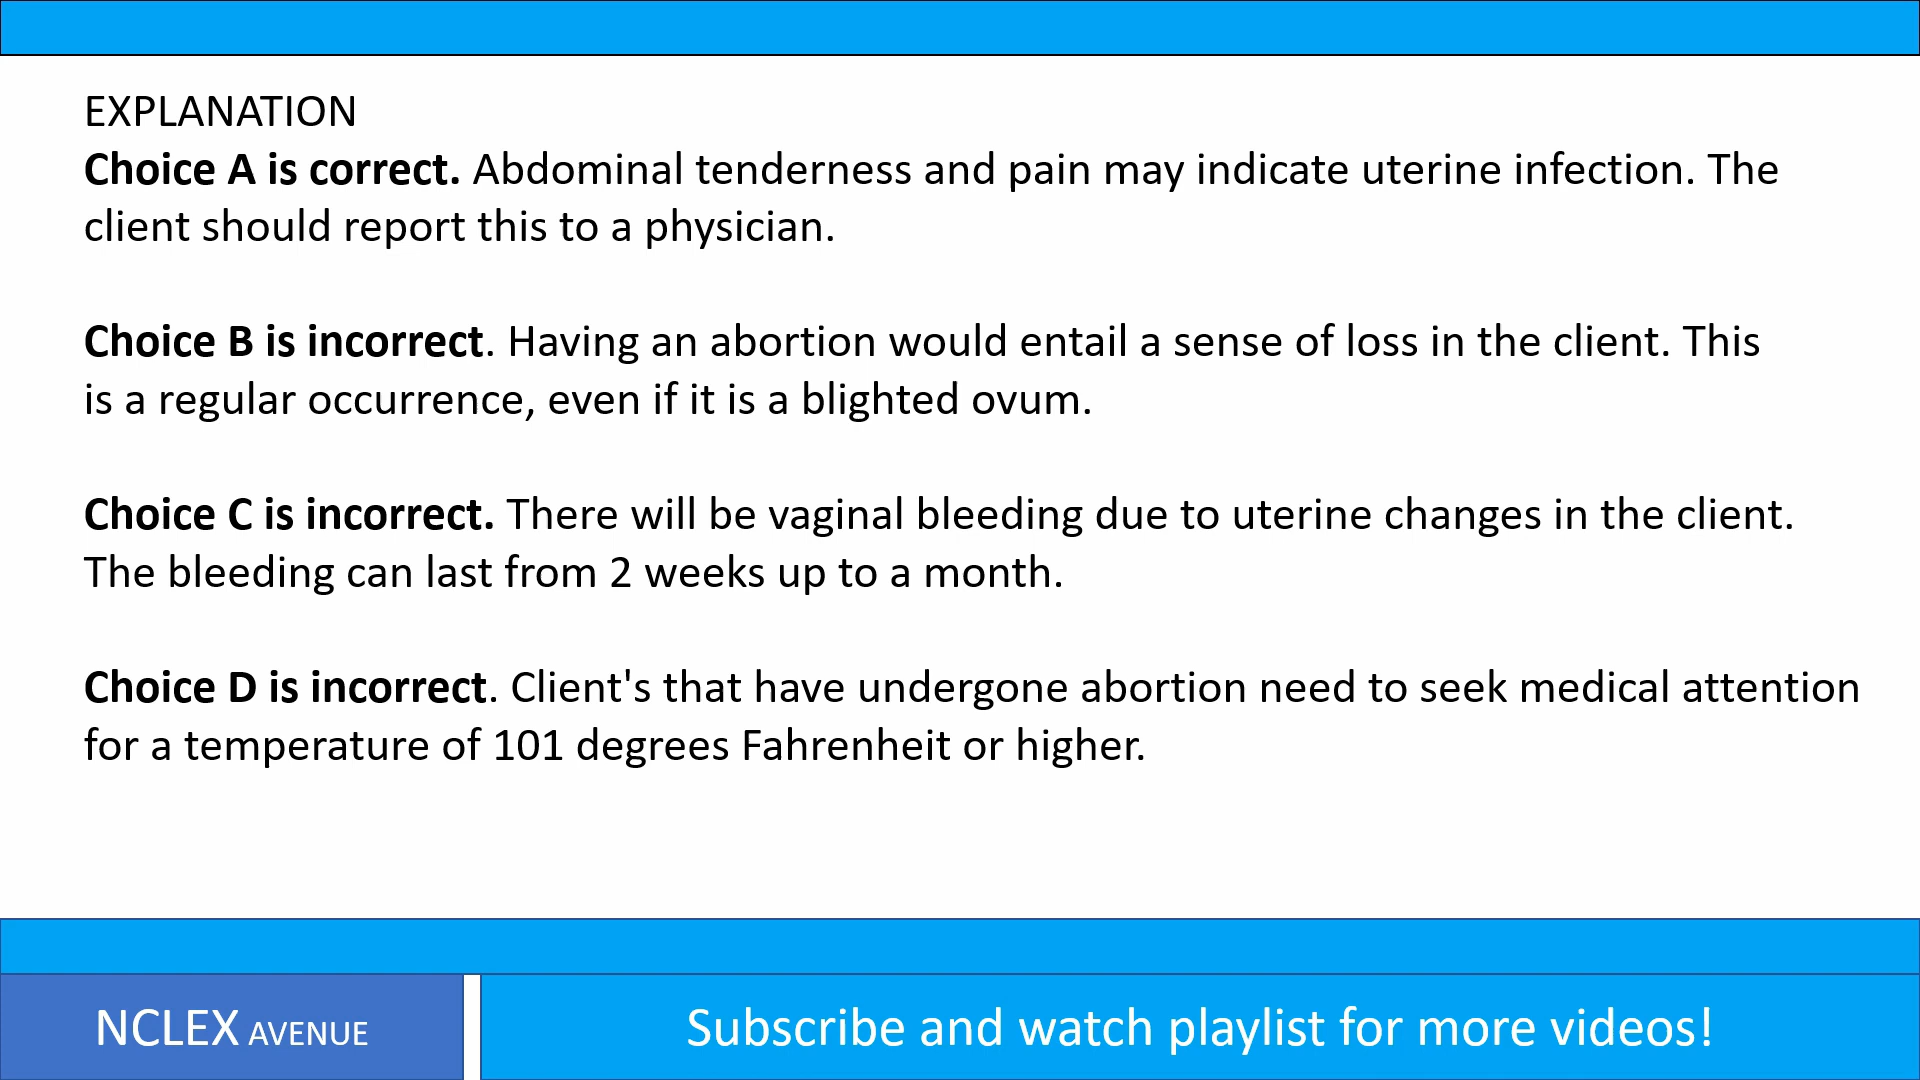 EXPLANATION
Choice A is correct. Abdominal tenderness and pain may indicate uterine infection. The
client should report this to a physician.
Choice B is incorrect. Having an abortion would entail a sense of loss in the client. This
is a regular occurrence, even if it is a blighted ovum.
Choice C is incorrect. There will be vaginal bleeding due to uterine changes in the client.
The bleeding can last from 2 weeks up to a month.
Choice D is incorrect. Client's that have undergone abortion need to seek medical attention
for a temperature of 101 degrees Fahrenheit or higher.
NCLEX AVENUE
Subscribe and watch playlist for more videos!